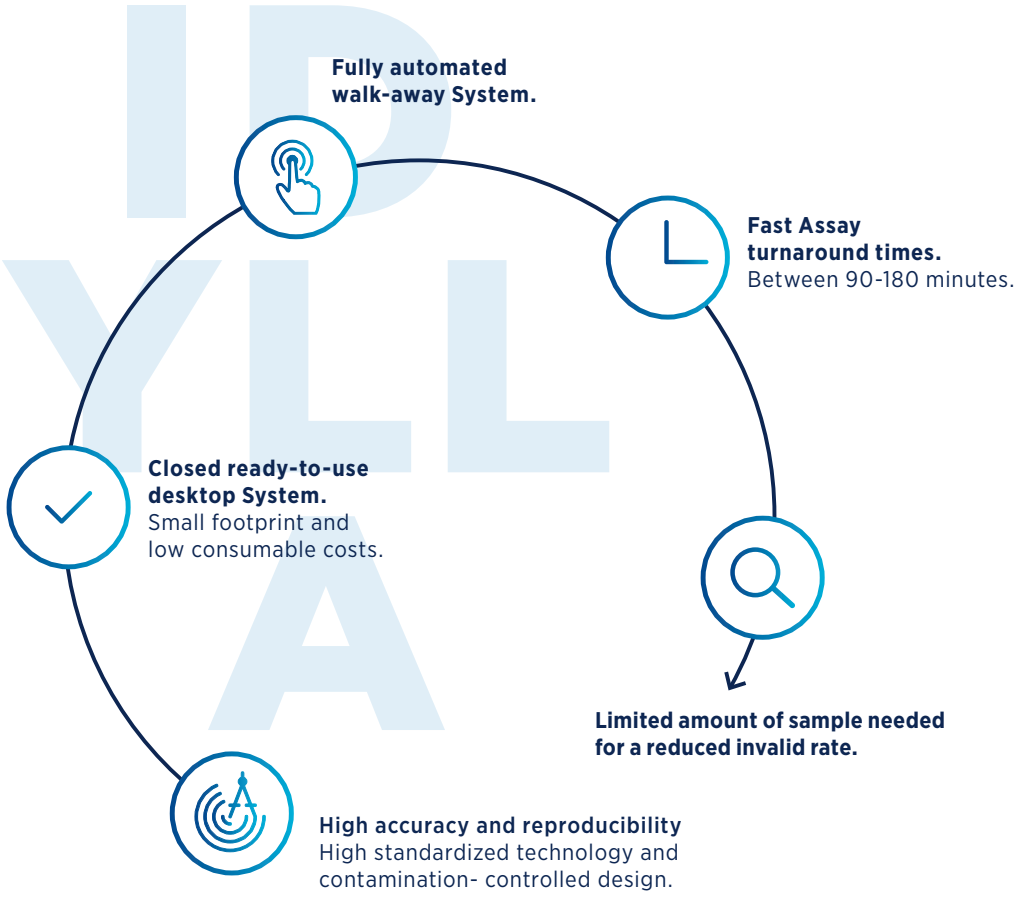 ID
YLL
A
Fully automated
walk-away System.
Fast Assay
turnaround times.
Between 90-180 minutes.
Closed ready-to-use
desktop System.
Small footprint and
low consumable costs.
Limited amount of sample needed
for a reduced invalid rate.
High accuracy and reproducibility
High standardized technology and
contamination- controlled design.